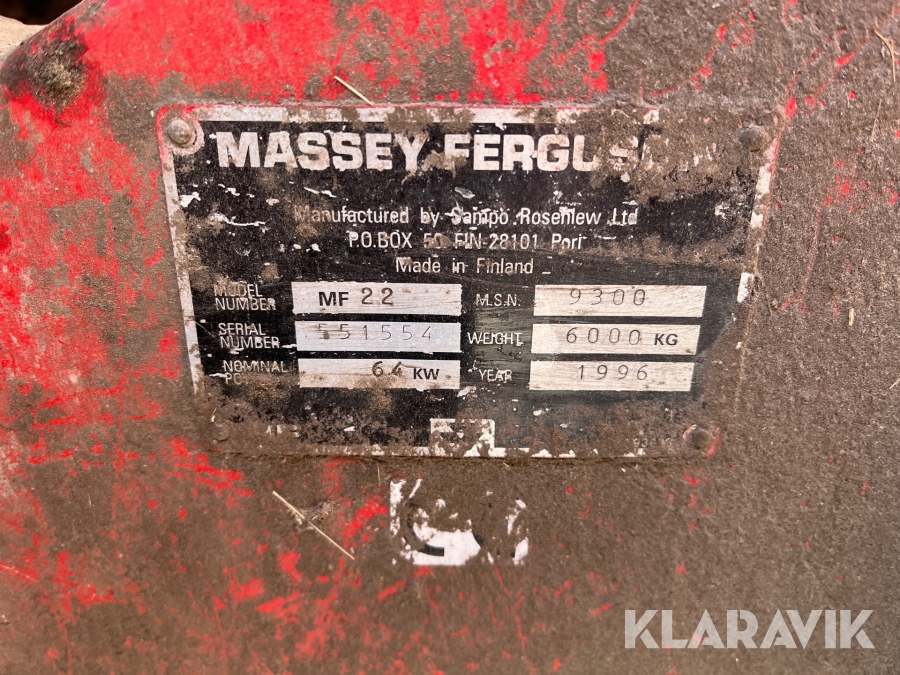 MASSEY FERGUS
Manufactured by Sampo Rosenlew Ltd
P.O.BOX 50 FIN-28101 Pori
Made in Finland
MODEL NUMBER MF 22 M.S.N. 9300
SERIAL NUMBER 551554 WEIGHT 6000 KG
NOMINAL 64 KW YEAR 1996
KLARAVIK